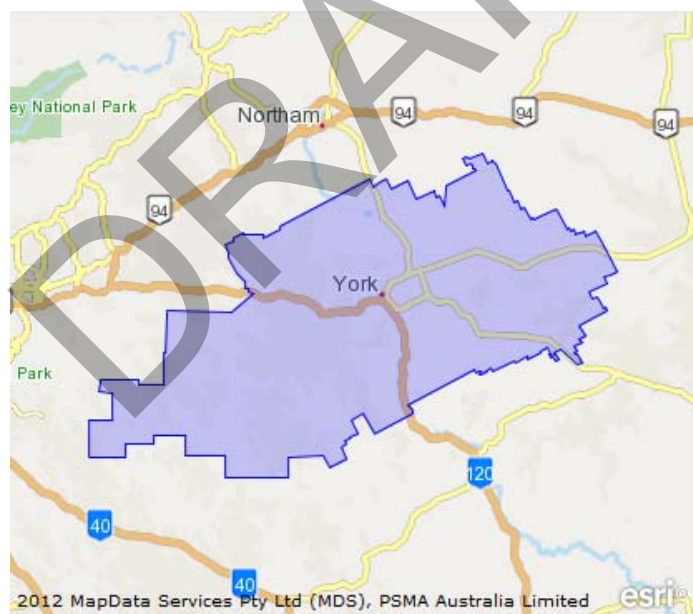 DRAFT
ey National Park
Northam
94
94
94
94
York
Park
120
40
40
2012 MapData Services Pty Ltd (MDS), PSMA Australia Limited
esri